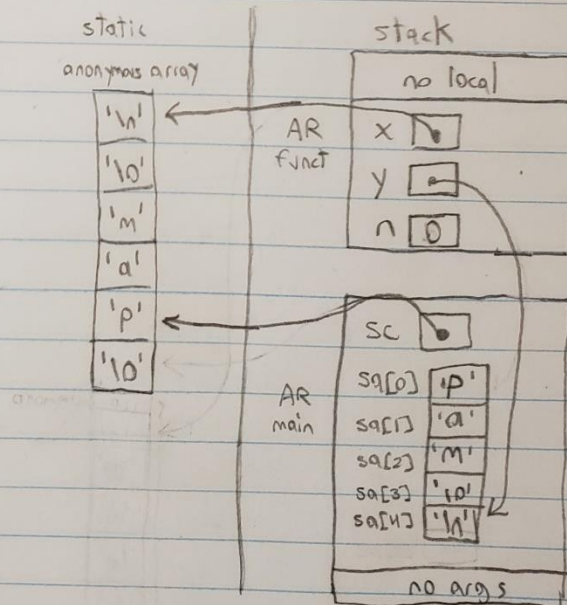 static
anonymous array
'\n'
'\0'
'm'
'a'
'p'
'\0'
stack
no local
AR
funct
x
y
n 0
AR
main
sc
sa[0] 'p'
sa[1] 'a'
sa[2] 'm'
sa[3] '\0'
sa[4] '\n'
no args